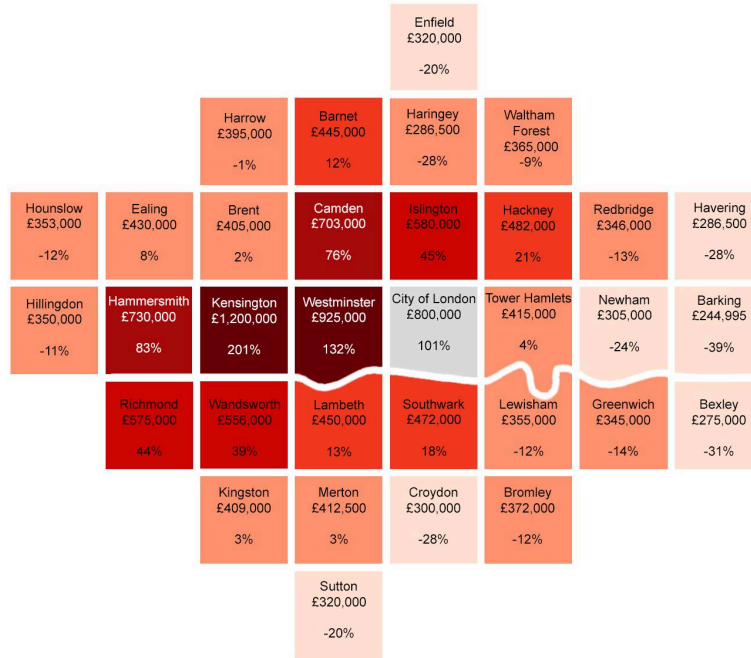 Enfield
£320,000
-20%
Harrow
£395,000
-1%
Barnet
£445,000
12%
Haringey
£286,500
-28%
Waltham
Forest
£365,000
-9%
Hounslow
£353,000
-12%
Ealing
£430,000
8%
Brent
£405,000
2%
Camden
£703,000
76%
Islington
£580,000
45%
Hackney
£482,000
21%
Redbridge
£346,000
-13%
Havering
£286,500
-28%
Hillingdon
£350,000
-11%
Hammersmith
£730,000
83%
Kensington
£1,200,000
201%
Westminster
£925,000
132%
City of London
£800,000
101%
Tower Hamlets
£415,000
4%
Newham
£305,000
-24%
Barking
£244,995
-39%
Richmond
£575,000
44%
Wandsworth
£556,000
39%
Lambeth
£450,000
13%
Southwark
£472,000
18%
Lewisham
£355,000
-12%
Greenwich
£345,000
-14%
Bexley
£275,000
-31%
Kingston
£409,000
3%
Merton
£412,500
3%
Croydon
£300,000
-28%
Bromley
£372,000
-12%
Sutton
£320,000
-20%